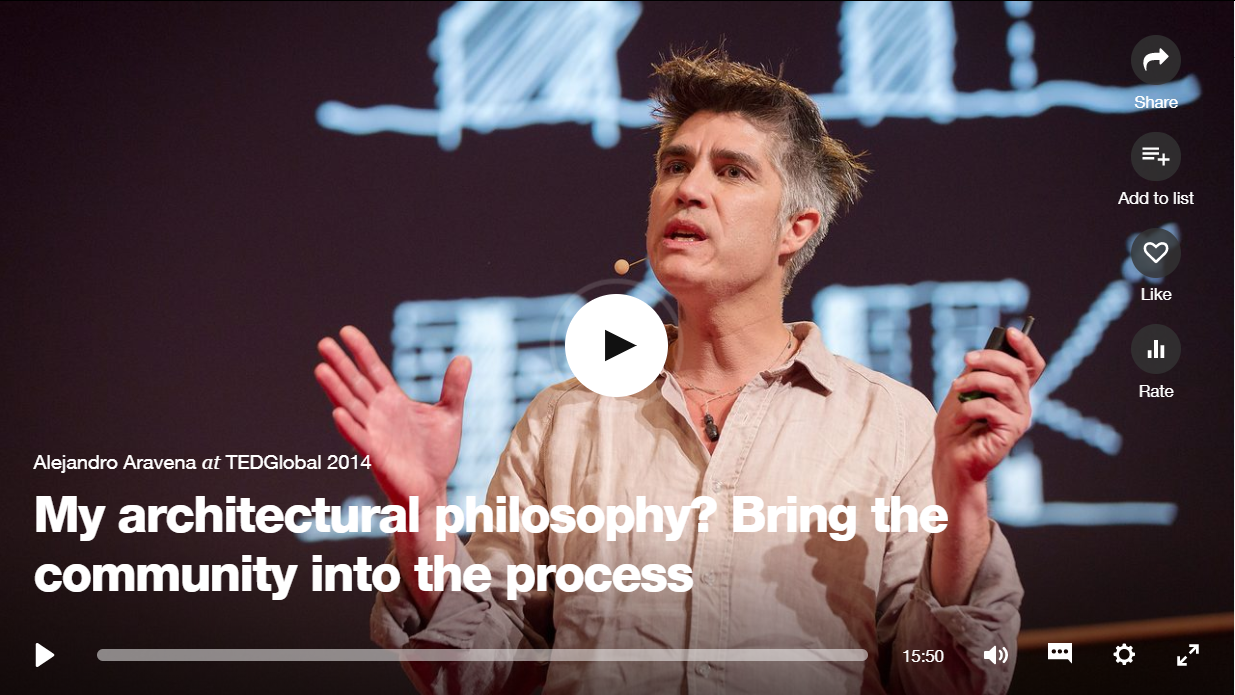 Share
Add to list
Like
Rate
Alejandro Aravena at TEDGlobal 2014
My architectural philosophy? Bring the
community into the process
15:50